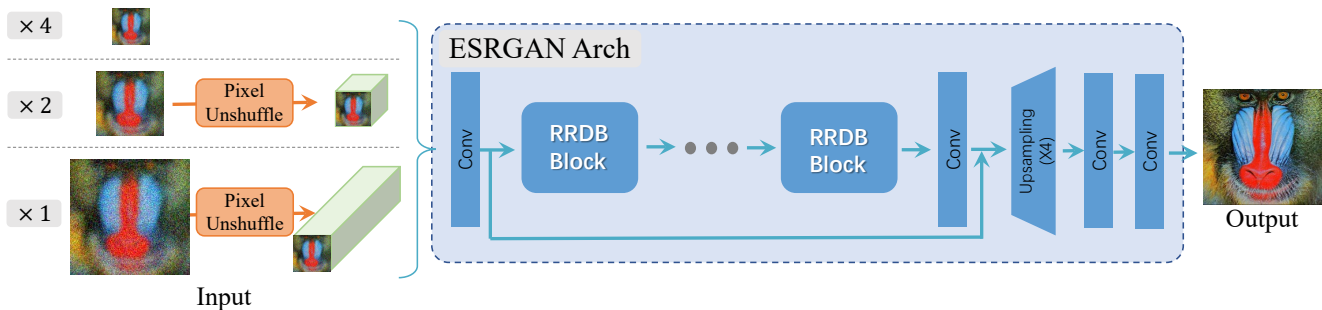 × 4
× 2
Pixel
Unshuffle
× 1
Pixel
Unshuffle
Input
ESRGAN Arch
Conv
RRDB
Block
RRDB
Block
Conv
Upsampling
(X4)
Conv
Conv
Output